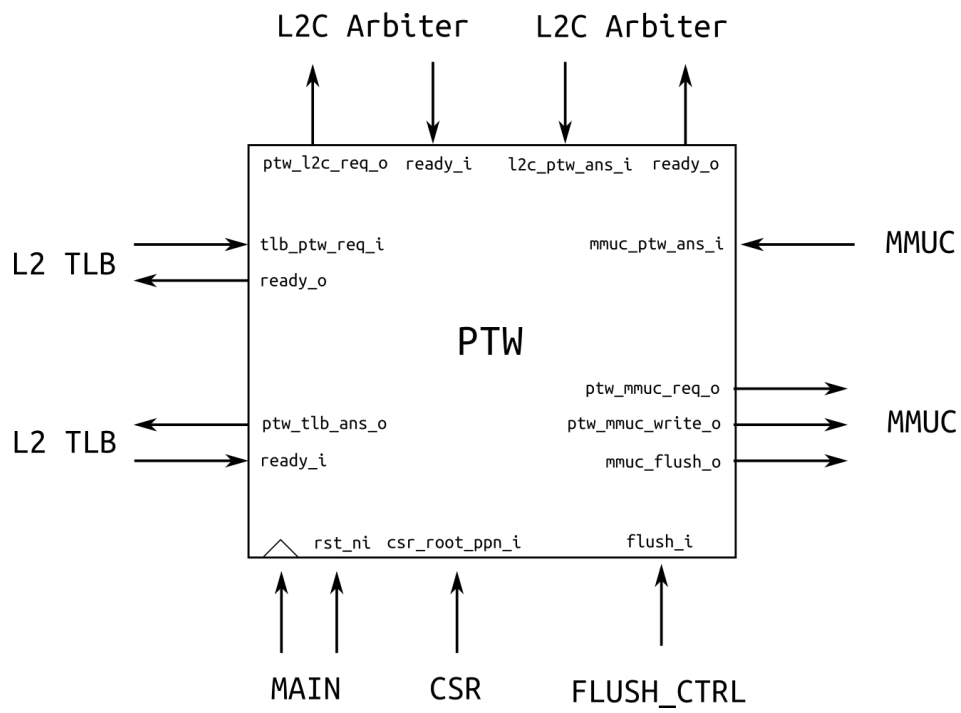 L2C Arbiter L2C Arbiter
ptw_l2c_req_o ready_i l2c_ptw_ans_i ready_o
tlb_ptw_req_i mmuc_ptw_ans_i
L2 TLB MMUC
ready_o
PTW
ptw_mmuc_req_o
ptw_tlb_ans_o ptw_mmuc_write_o MMUC
L2 TLB
ready_i mmuc_flush_o
rst_ni csr_root_ppn_i flush_i
MAIN CSR FLUSH_CTRL